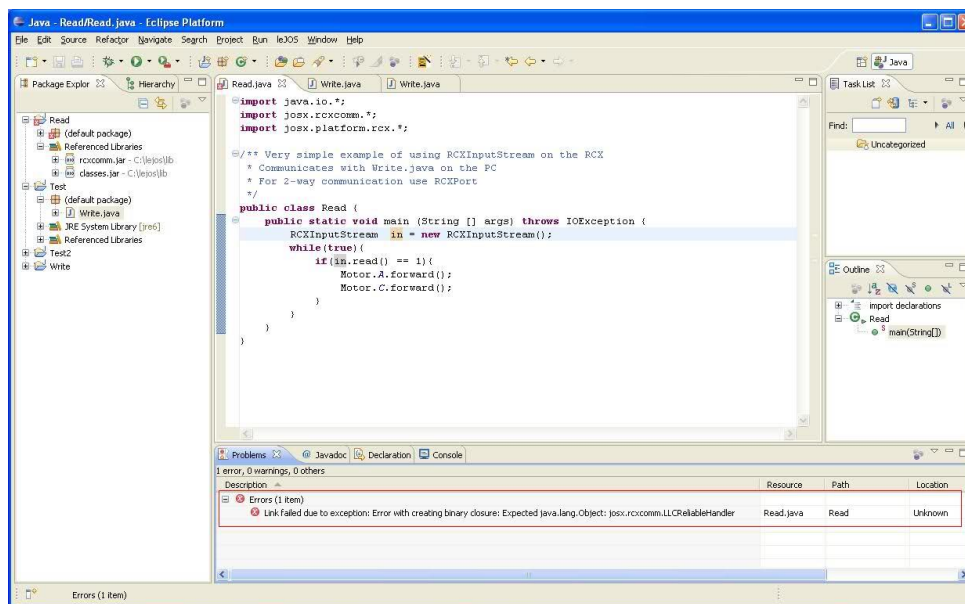 Java - Read/Read.java - Eclipse Platform
File Edit Source Refactor Navigate Search Project Run leJOS Window Help
Java
Package Explor Hierarchy
Read
(default package)
Referenced Libraries
rcxcomm.jar - C:\lejos\lib
classes.jar - C:\lejos\lib
Test
(default package)
Write.java
JRE System Library [jre6]
Referenced Libraries
Test2
Write
Read.java Write.java Write.java
import java.io.*;
import josx.rcxcomm.*;
import josx.platform.rcx.*;
/** Very simple example of using RCXInputStream on the RCX
* Communicates with Write.java on the PC
* For 2-way communication use RCXPort
*/
public class Read {
public static void main (String [] args) throws IOException {
RCXInputStream in = new RCXInputStream();
while(true){
if(in.read() == 1){
Motor.A.forward();
Motor.C.forward();
}
}
}
}
Task List
Find: All
Uncategorized
Outline
import declarations
Read
main(String[])
Problems Javadoc Declaration Console
1 error, 0 warnings, 0 others
Description Resource Path Location
Errors (1 item)
Link failed due to exception: Error with creating binary closure: Expected java.lang.Object: josx.rcxcomm.LLCReliableHandler Read.java Read Unknown
Errors (1 item)